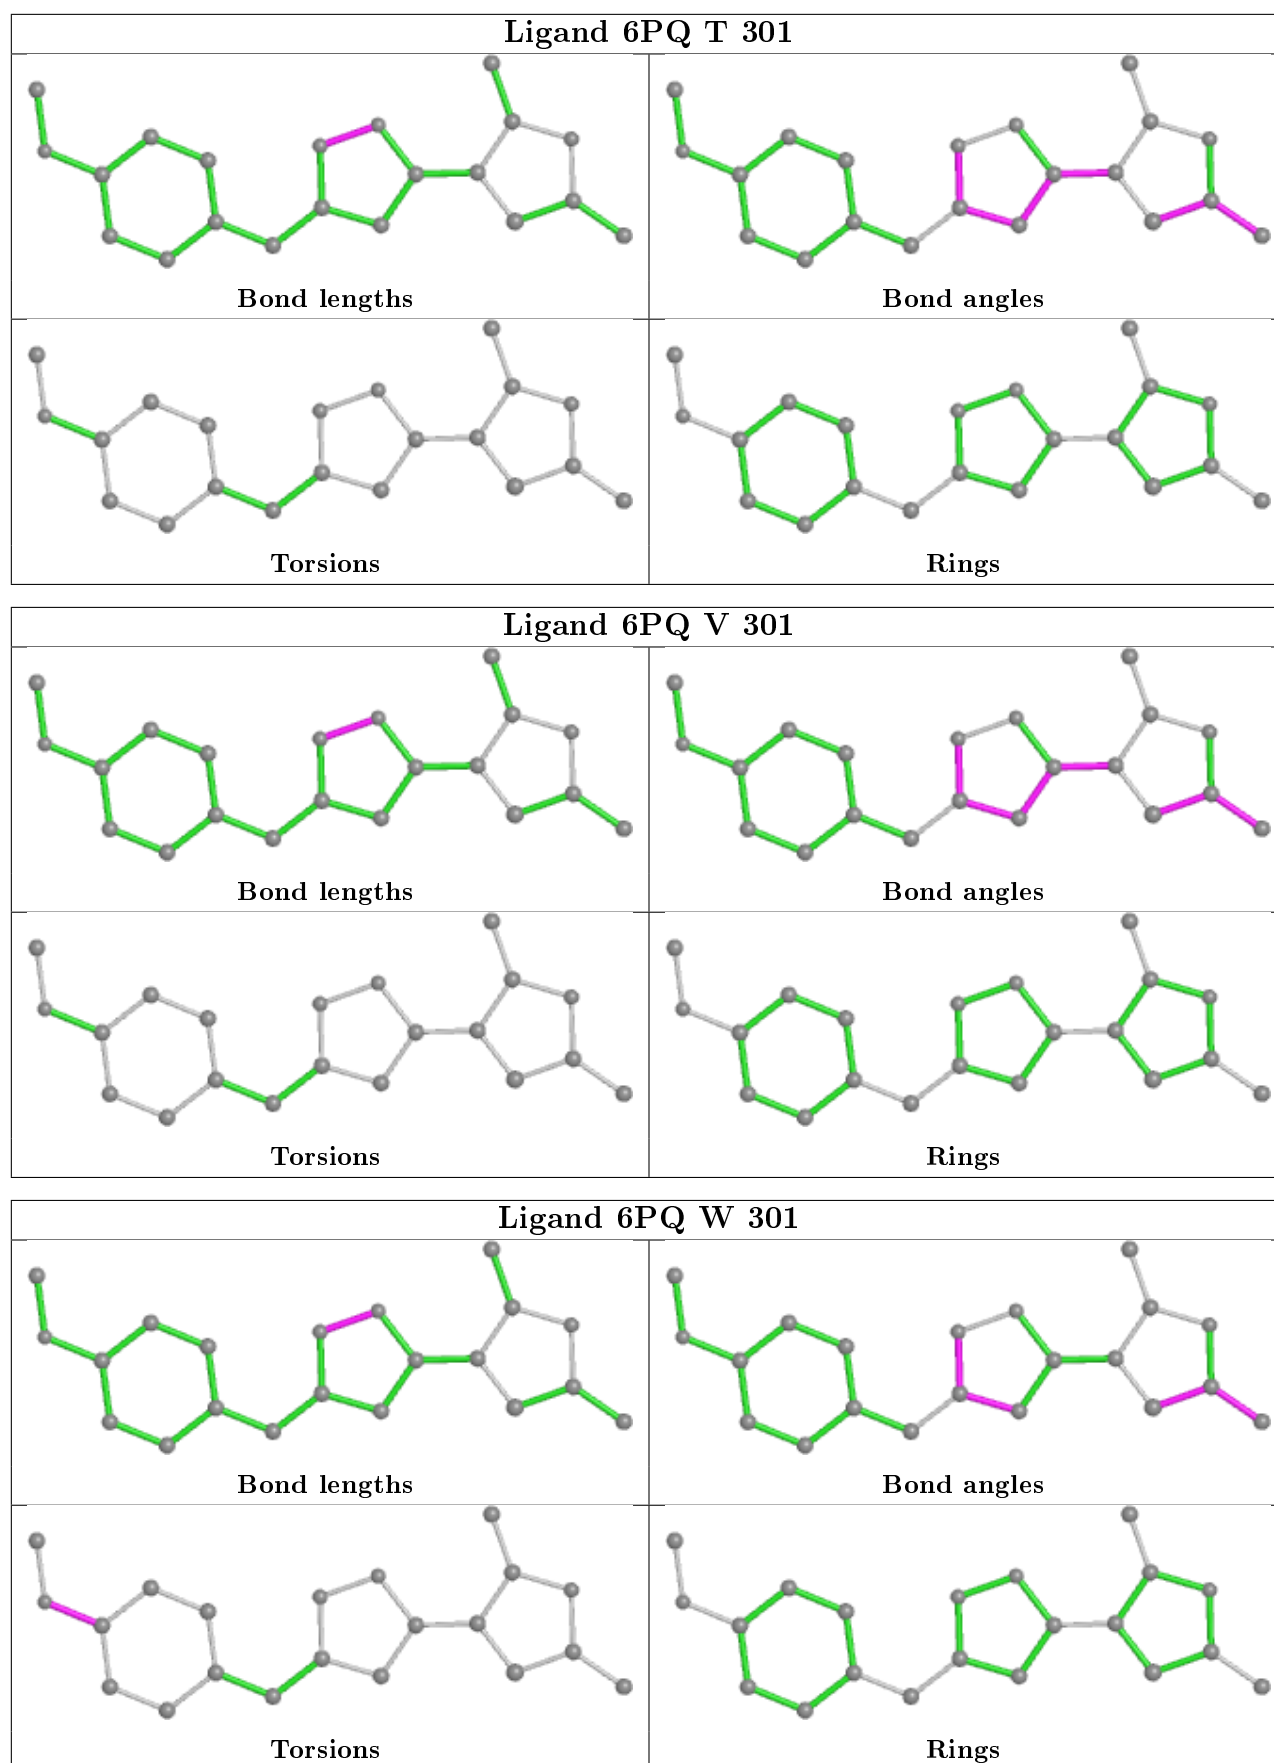 Ligand 6PQ T 301
Bond lengths
Bond angles
Torsions
Rings
Ligand 6PQ V 301
Bond lengths
Bond angles
Torsions
Rings
Ligand 6PQ W 301
Bond lengths
Bond angles
Torsions
Rings